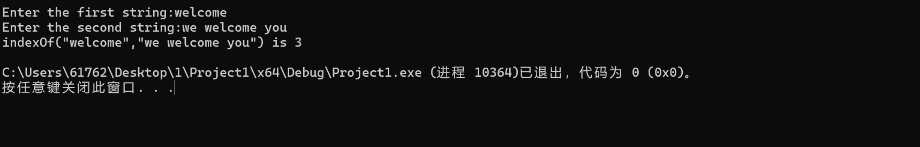 Enter the first string:welcome
Enter the second string:we welcome you
indexOf("welcome","we welcome you") is 3
C:\Users\61762\Desktop\1\Project1\x64\Debug\Project1.exe (进程 10364)已退出，代码为 0 (0x0)。
按任意键关闭此窗口. . .